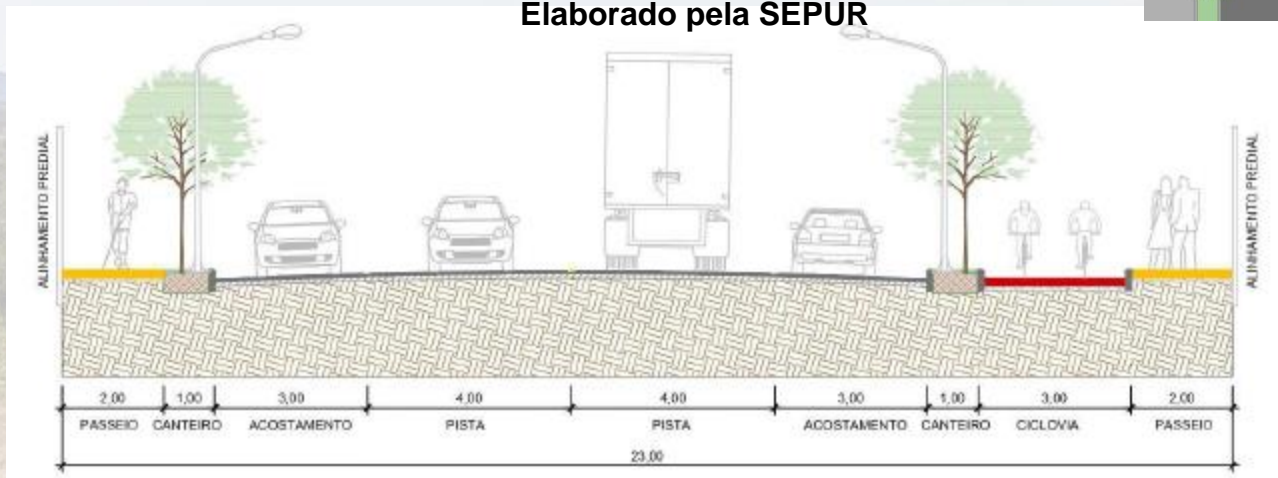 Elaborado pela SEPUR
ALINHAMENTO PREDIAL
ALINHAMENTO PREDIAL
2,00 1,00 3,00 4,00 4,00 3,00 1,00 3,00 2,00
PASSEIO CANTEIRO ACOSTAMENTO PISTA PISTA ACOSTAMENTO CANTEIRO CICLOVIA PASSEIO
23,00